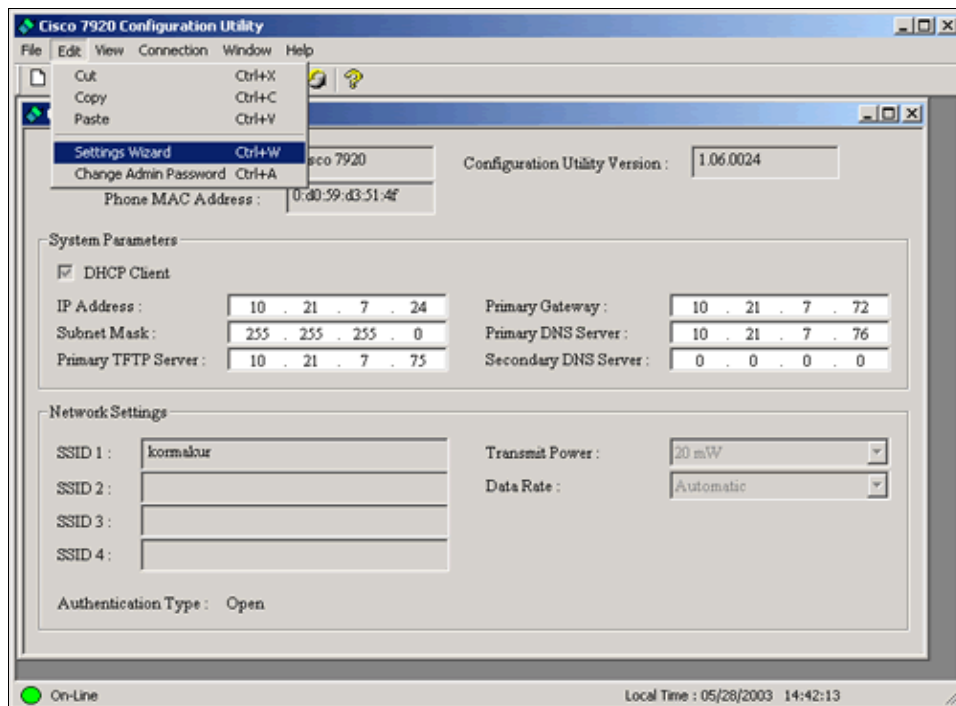 Cisco 7920 Configuration Utility
File Edit View Connection Window Help
Cut Ctrl+X
Copy Ctrl+C
Paste Ctrl+V
Settings Wizard Ctrl+W
Change Admin Password Ctrl+A
isco 7920
Configuration Utility Version : 1.06.0024
Phone MAC Address : 0:d0:59:d3:51:4f
System Parameters
DHCP Client
IP Address : 10 . 21 . 7 . 24 Primary Gateway : 10 . 21 . 7 . 72
Subnet Mask : 255 . 255 . 255 . 0 Primary DNS Server : 10 . 21 . 7 . 76
Primary TFTP Server : 10 . 21 . 7 . 75 Secondary DNS Server : 0 . 0 . 0 . 0
Network Settings
SSID 1 : kormakur Transmit Power : 20 mW
SSID 2 : Data Rate : Automatic
SSID 3 :
SSID 4 :
Authentication Type : Open
On-Line Local Time : 05/28/2003 14:42:13